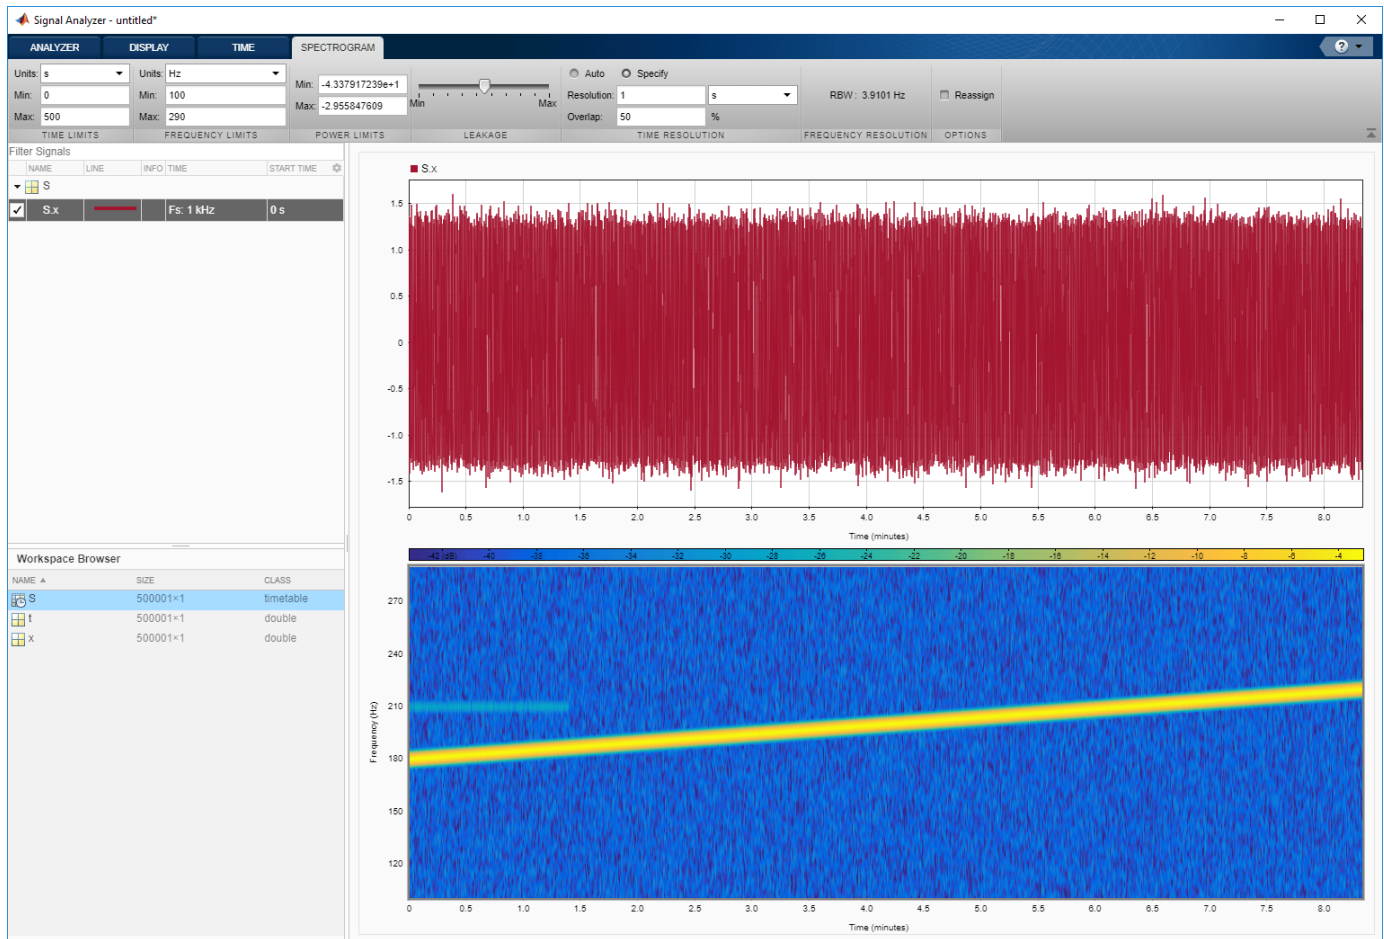 Signal Analyzer - untitled*
ANALYZER DISPLAY TIME SPECTROGRAM ?
Units: s Units: Hz Min: -4.337917239e+1 Auto Specify
Min: 0 Min: 100 Max: -2.955847609 Min Max Resolution: 1 s RBW: 3.9101 Hz Reassign
Max: 500 Max: 290 Overlap: 50 %
TIME LIMITS FREQUENCY LIMITS POWER LIMITS LEAKAGE TIME RESOLUTION FREQUENCY RESOLUTION OPTIONS
Filter Signals
NAME LINE INFO TIME START TIME
S
S.x Fs: 1 kHz 0 s
S.x
1.5
1.0
0.5
0
-0.5
-1.0
-1.5
0 0.5 1.0 1.5 2.0 2.5 3.0 3.5 4.0 4.5 5.0 5.5 6.0 6.5 7.0 7.5 8.0
Time (minutes)
Workspace Browser
NAME SIZE CLASS
S 500001×1 timetable
t 500001×1 double
x 500001×1 double
-42 (dB) -40 -38 -36 -34 -32 -30 -28 -26 -24 -22 -20 -18 -16 -14 -12 -10 -8 -6 -4
270
240
210
180
150
120
Frequency (Hz)
0 0.5 1.0 1.5 2.0 2.5 3.0 3.5 4.0 4.5 5.0 5.5 6.0 6.5 7.0 7.5 8.0
Time (minutes)